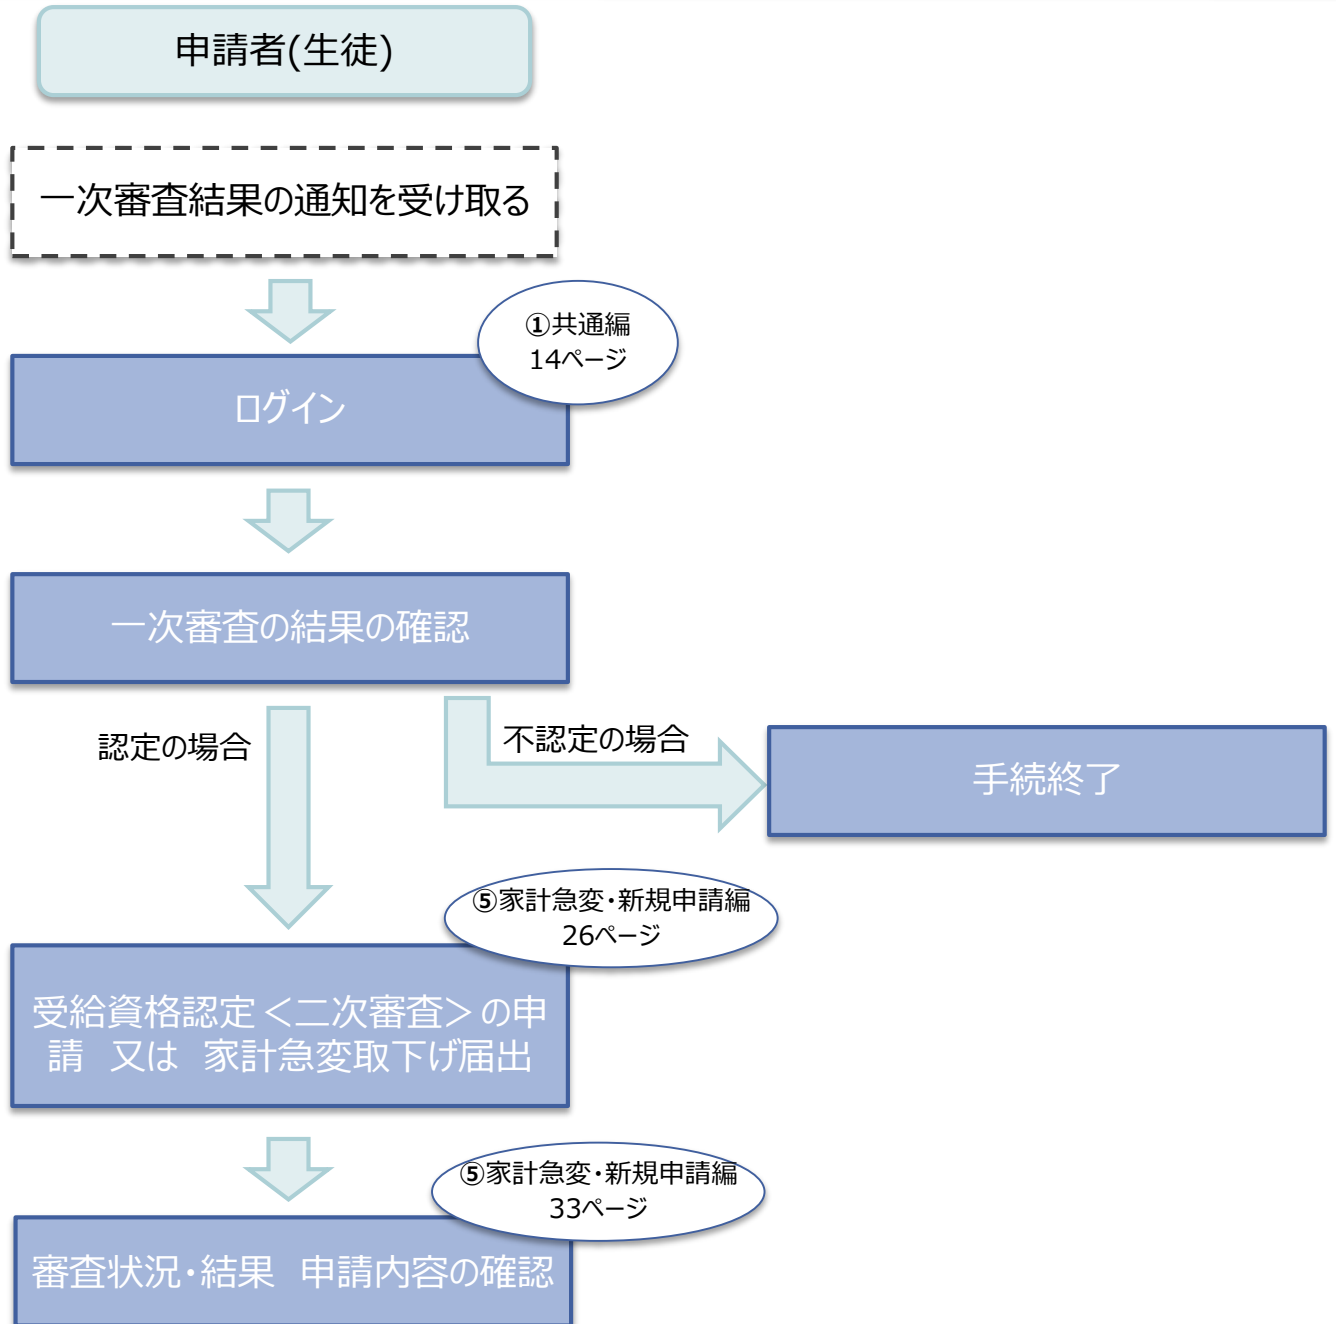 申請者(生徒)
一次審査結果の通知を受け取る
①共通編
14ページ
ログイン
一次審査の結果の確認
認定の場合
不認定の場合
手続終了
⑤家計急変・新規申請編
26ページ
受給資格認定＜二次審査＞の申
請　又は　家計急変取下げ届出
⑤家計急変・新規申請編
33ページ
審査状況・結果　申請内容の確認